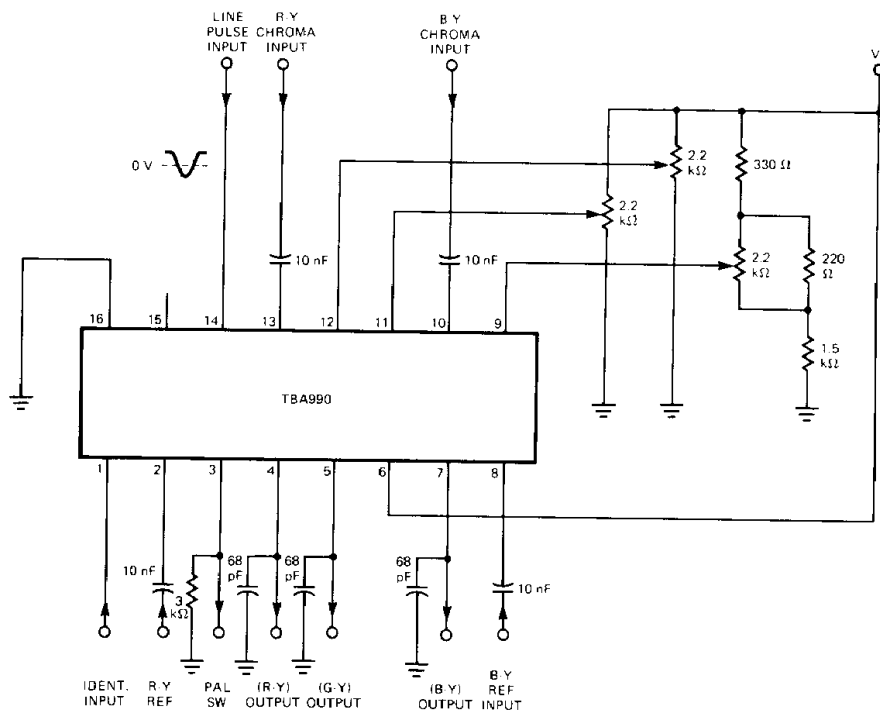 LINE
PULSE
INPUT
R-Y
CHROMA
INPUT
B-Y
CHROMA
INPUT
V
0 V
2.2
kΩ
330 Ω
2.2
kΩ
2.2
kΩ
220
Ω
10 nF
10 nF
1.5
kΩ
16 15 14 13 12 11 10 9
TBA990
1 2 3 4 5 6 7 8
10 nF
3
kΩ
68
pF
68
pF
68
pF
10 nF
IDENT.
INPUT
R-Y
REF
PAL
SW
(R-Y)
OUTPUT
(G-Y)
OUTPUT
(B-Y)
OUTPUT
B-Y
REF
INPUT